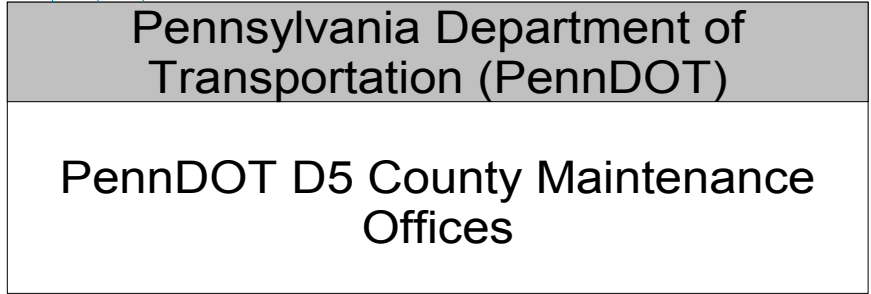 Pennsylvania Department of
Transportation (PennDOT)
PennDOT D5 County Maintenance
Offices